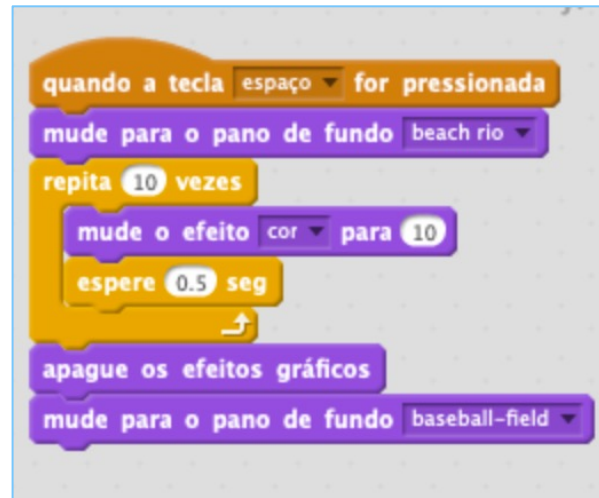 quando a tecla espaço for pressionada
mude para o pano de fundo beach rio
repita 10 vezes
mude o efeito cor para 10
espere 0.5 seg
apague os efeitos gráficos
mude para o pano de fundo baseball-field